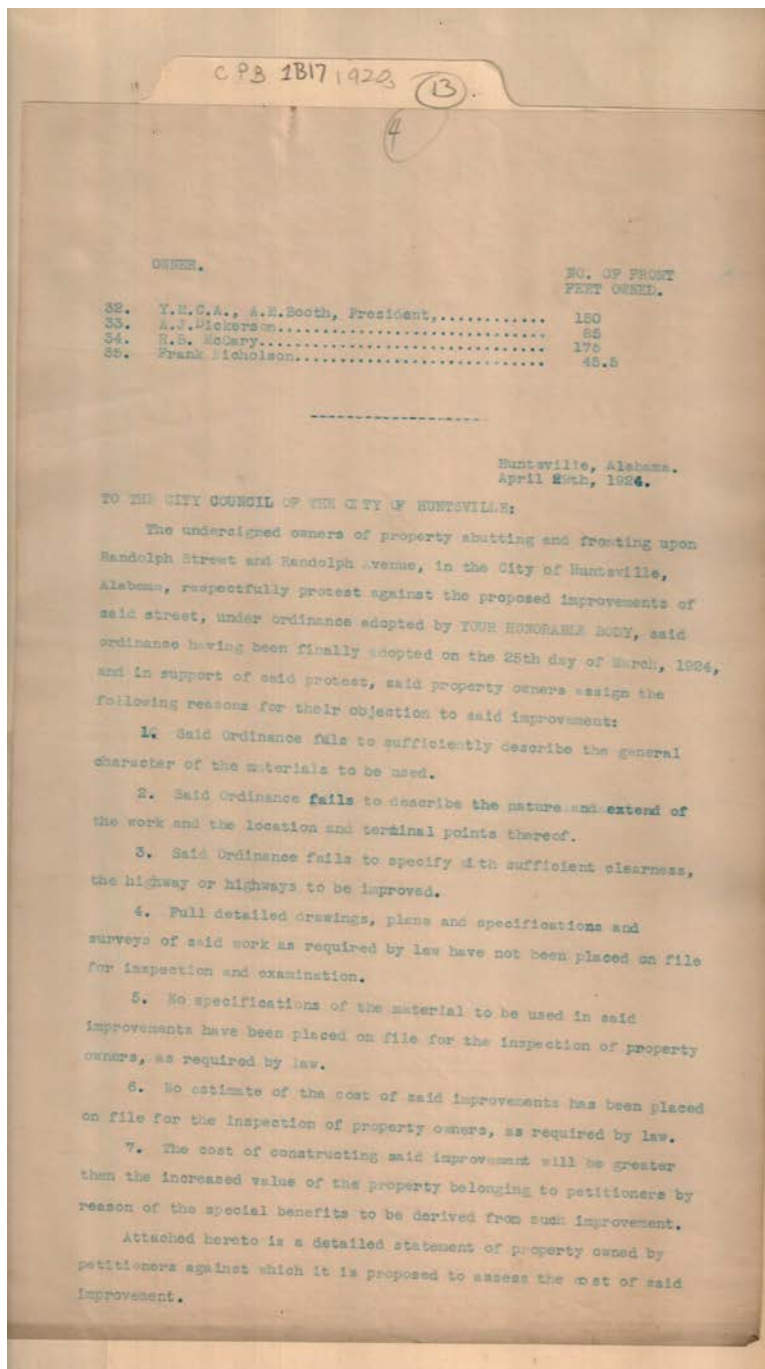 CPB 1B17 1920s 13.
4
OWNER.
NO. OF FRONT
FEET OWNED.
32. Y.M.C.A., A.M.Booth, President,............ 150
33. A.J.Dickerson.............................. 85
34. R.S. McCary................................ 175
35. Frank Nicholson............................ 45.5
Huntsville, Alabama.
April 29th, 1924.
TO THE CITY COUNCIL OF THE CITY OF HUNTSVILLE:
The undersigned owners of property abutting and fronting upon
Randolph Street and Randolph Avenue, in the City of Huntsville,
Alabama, respectfully protest against the proposed improvements of
said street, under ordinance adopted by YOUR HONORABLE BODY, said
ordinance having been finally adopted on the 25th day of March, 1924,
and in support of said protest, said property owners assign the
following reasons for their objection to said improvement:
1. Said Ordinance fals to sufficiently describe the general
character of the materials to be used.
2. Said Ordinance fails to describe the nature and extend of
the work and the location and terminal points thereof.
3. Said Ordinance fails to specify with sufficient clearness,
the highway or highways to be improved.
4. Full detailed drawings, plans and specifications and
surveys of said work as required by law have not been placed on file
for inspection and examination.
5. No specifications of the material to be used in said
improvements have been placed on file for the inspection of property
owners, as required by law.
6. No estimate of the cost of said improvements has been placed
on file for the inspection of property owners, as required by law.
7. The cost of constructing said improvement will be greater
then the increased value of the property belonging to petitioners by
reason of the special benefits to be derived from such improvement.
Attached hereto is a detailed statement of property owned by
petitioners against which it is proposed to assess the cost of said
improvement.